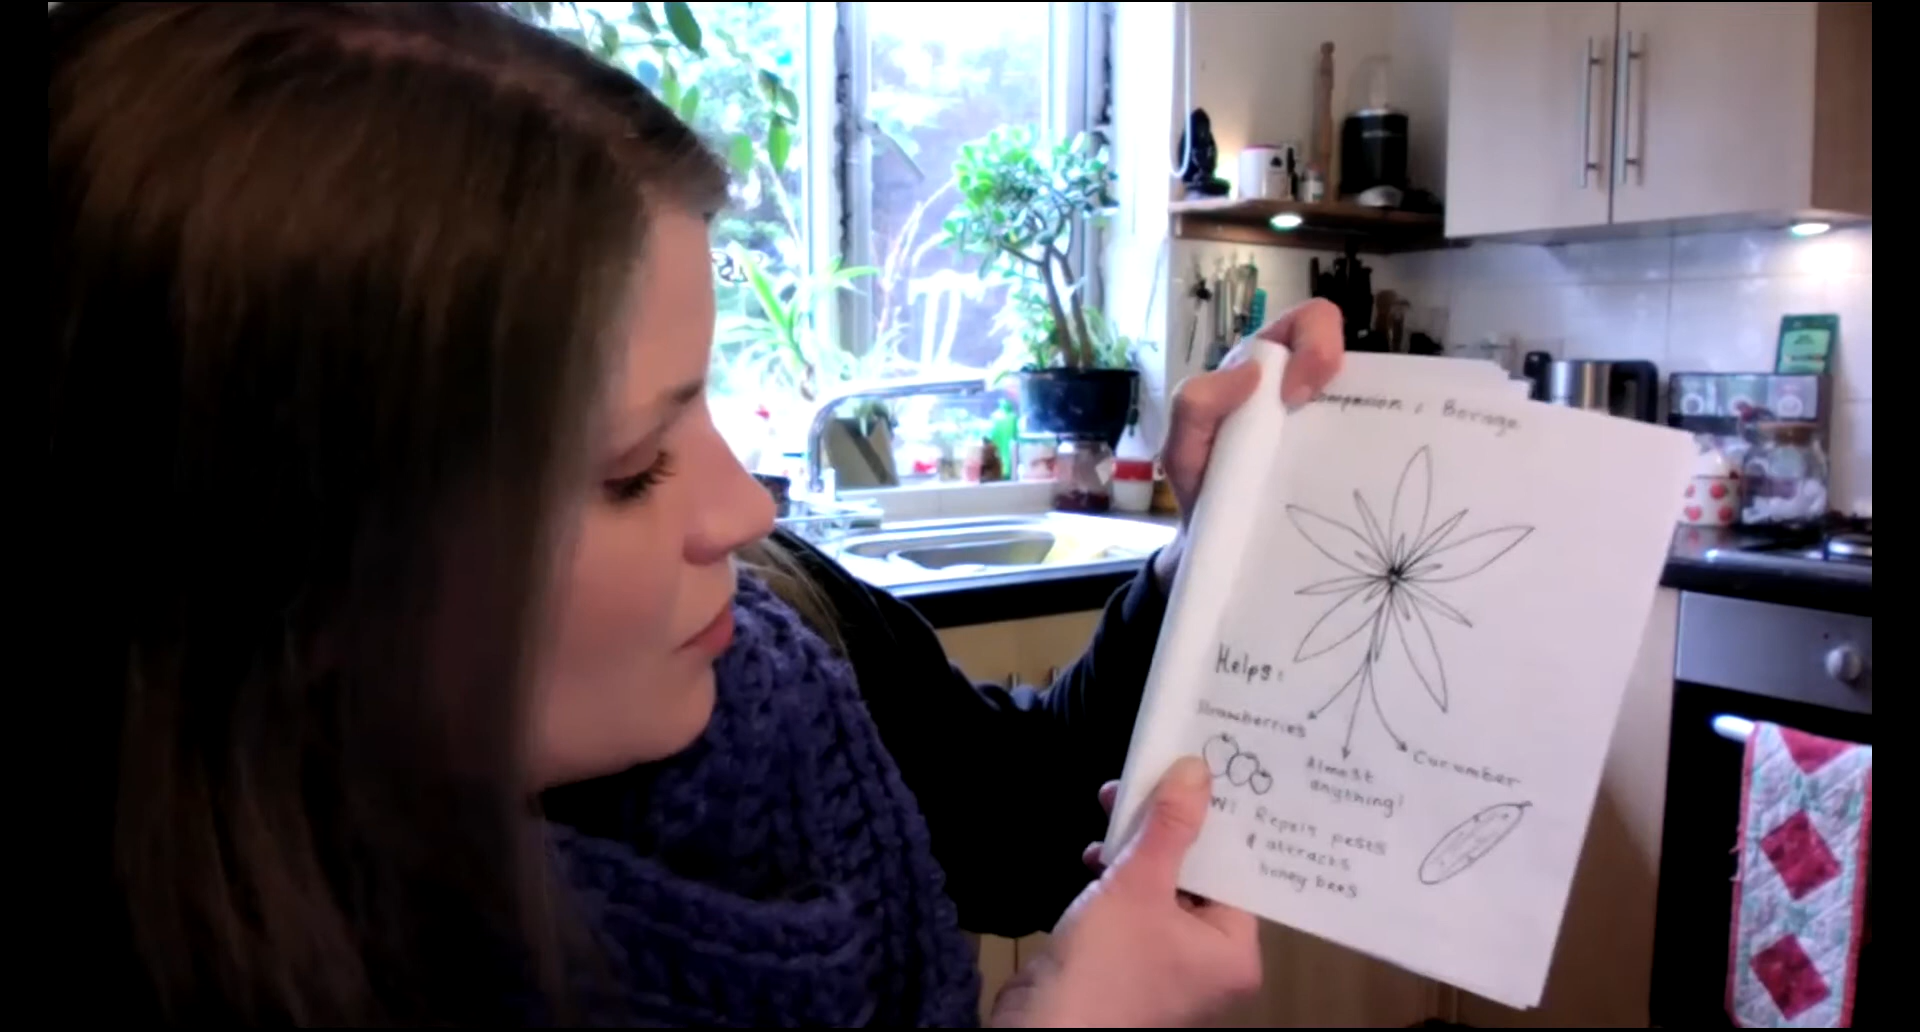 Companion : Borage
Helps:
Strawberries
Almost
anything!
Cucumber
W: Repels pests
& attracts
honey bees